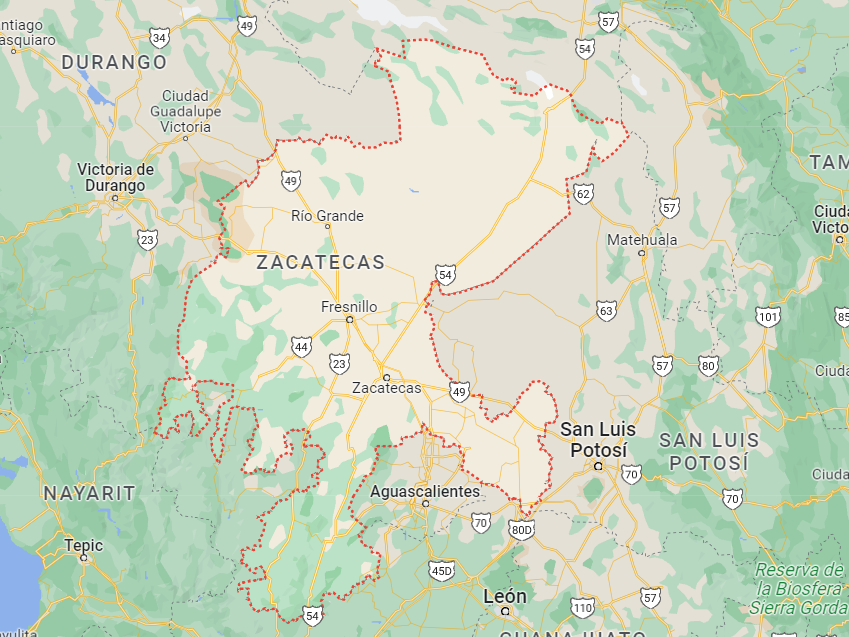 ntiago
asquiaro
34
49
57
54
DURANGO
Ciudad
Guadalupe
Victoria
Victoria de
Durango
49
62
57
TAM
Ciuda
Victo
Río Grande
23
Matehuala
ZACATECAS
54
Fresnillo
63
101
85
44
23
57
80
Ciuda
Zacatecas
49
San Luis
Potosí
SAN LUIS
POTOSÍ
70
Ciuda
NAYARIT
Aguascalientes
70
70
80D
Tepic
45D
Reserva de
la Biosfera
Sierra Gorda
León
57
110
54
ayulita
GUANAJUATO